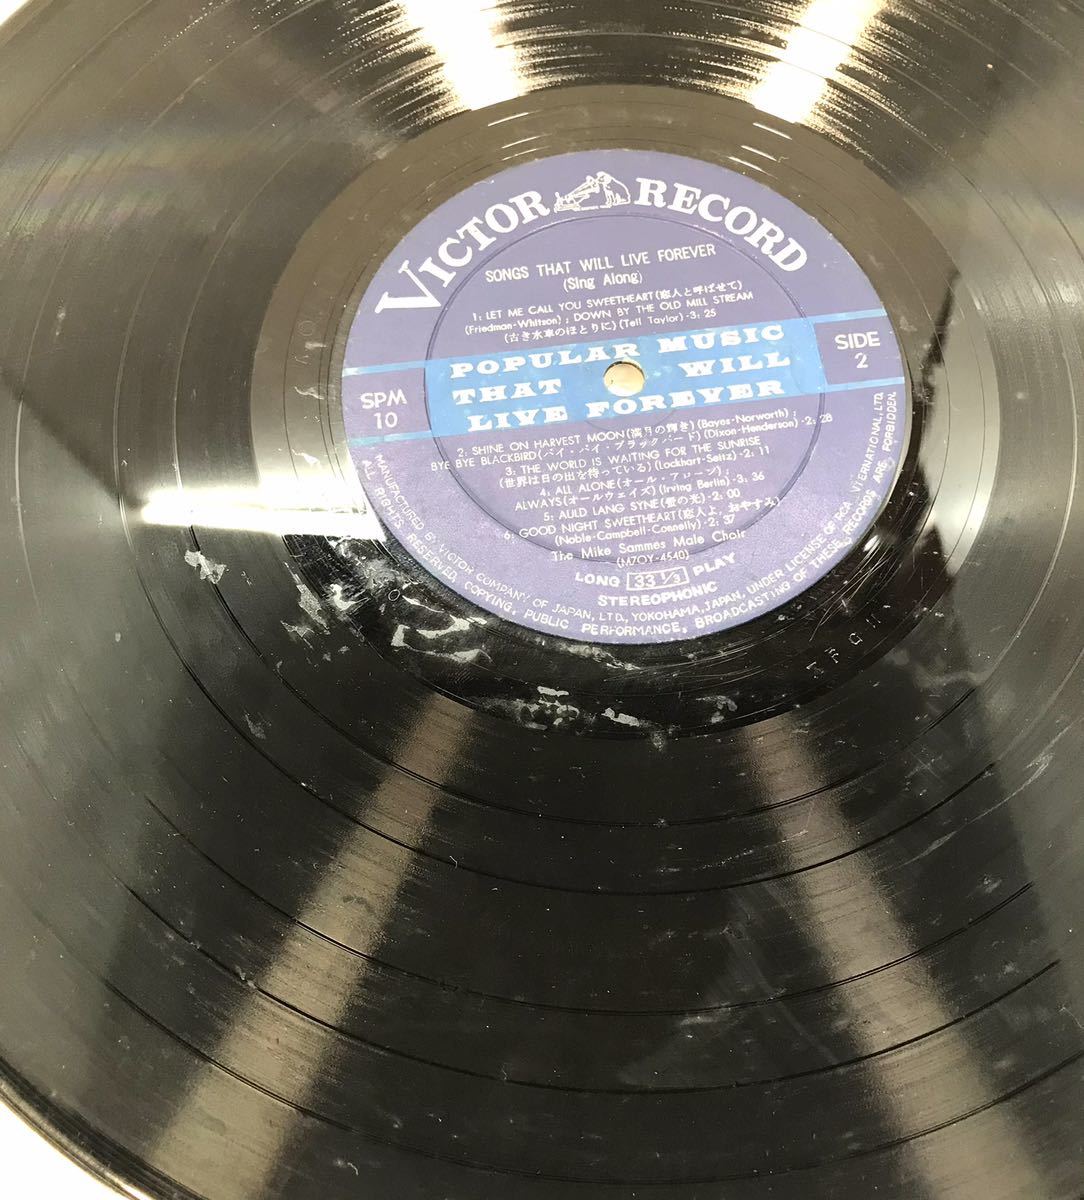 VICTOR RECORD
SONGS THAT WILL LIVE FOREVER
(Sing Along)
1: LET ME CALL YOU SWEETHEART(恋人と呼ばせて)
(Friedman-Whitson) : DOWN BY THE OLD MILL STREAM
(古き水車のほとりに)(Tell Taylor)-3: 25
SPM
10
POPULAR MUSIC
THAT WILL
LIVE FOREVER
SIDE
2
2: SHINE ON HARVEST MOON(満月の輝き)(Bayes-Norworth) :
BYE BYE BLACKBIRD(バイ・バイ・ブラックバード)(Dixon-Henderson)-2: 28
3: THE WORLD IS WAITING FOR THE SUNRISE
(世界は日の出を待っている)(Lockhart-Seitz)-2: 11
4: ALL ALONE(オール・アローン) :
ALWAYS(オールウェイズ)(Irving Berlin)-3: 36
5: AULD LANG SYNE(蛍の光)-2: 00
6: GOOD NIGHT SWEETHEART(恋人よ,おやすみ)
(Noble-Campbell-Connelly)-2: 37
The Mike Sammes Male Choir
(M7OY-4540)
LONG 33 1/3 PLAY
STEREOPHONIC
MANUFACTURED BY VICTOR COMPANY OF JAPAN, LTD., YOKOHAMA, JAPAN, UNDER LICENSE OF RCA INTERNATIONAL, LTD.
ALL RIGHTS RESERVED, COPYING, PUBLIC PERFORMANCE, BROADCASTING OF THESE RECORDS ARE FORBIDDEN.